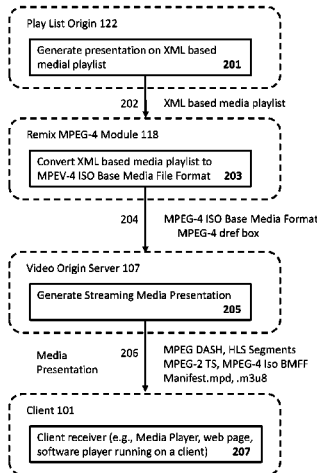 Play List Origin 122
Generate presentation on XML based
medial playlist 201
202 XML based media playlist
Remix MPEG-4 Module 118
Convert XML based media playlist to
MPEV-4 ISO Base Media File Format 203
204 MPEG-4 ISO Base Media Format
MPEG-4 dref box
Video Origin Server 107
Generate Streaming Media Presentation
205
Media
Presentation
206 MPEG DASH, HLS Segments
MPEG-2 TS, MPEG-4 Iso BMFF
Manifest.mpd, .m3u8
Client 101
Client receiver (e.g., Media Player, web page,
software player running on a client) 207